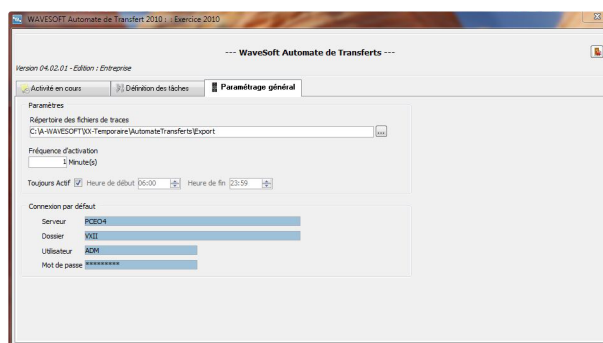 WAVESOFT Automate de Transfert 2010 : : Exercice 2010
--- WaveSoft Automate de Transferts ---
Version 04.02.01 - Edition : Entreprise
Activité en cours
Définition des tâches
Paramétrage général
Paramètres
Répertoire des fichiers de traces
C:\A-WAVESOFT\XX-Temporaire\AutomateTransferts\Export
...
Fréquence d'activation
1 Minute(s)
Toujours Actif Heure de début 06:00 Heure de fin 23:59
Connexion par défaut
Serveur PCEO4
Dossier VXII
Utilisateur ADM
Mot de passe *********